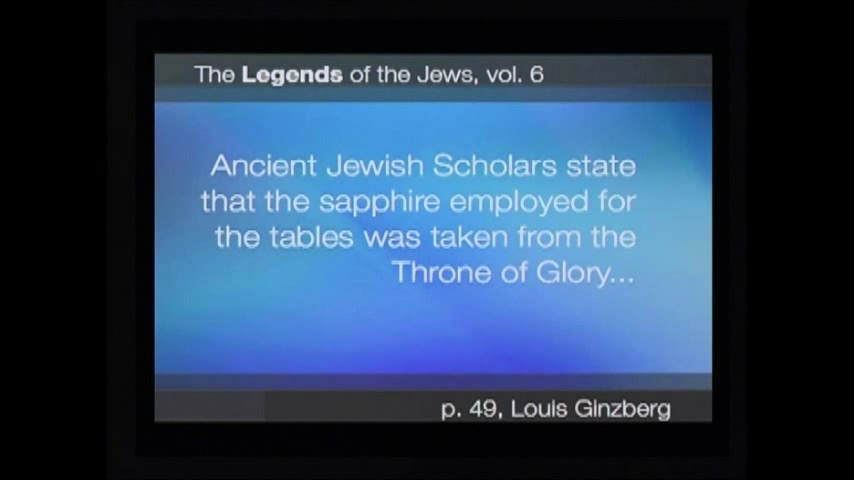 The Legends of the Jews, vol. 6
Ancient Jewish Scholars state
that the sapphire employed for
the tables was taken from the
Throne of Glory...
p. 49, Louis Ginzberg